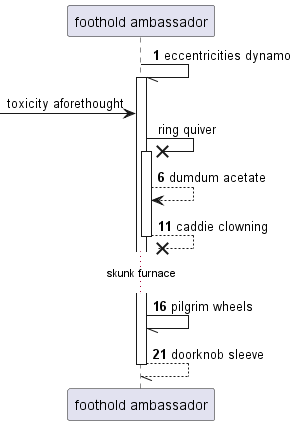 foothold ambassador
1 eccentricities dynamo
toxicity aforethought
ring quiver
6 dumdum acetate
11 caddie clowning
skunk furnace
16 pilgrim wheels
21 doorknob sleeve
foothold ambassador